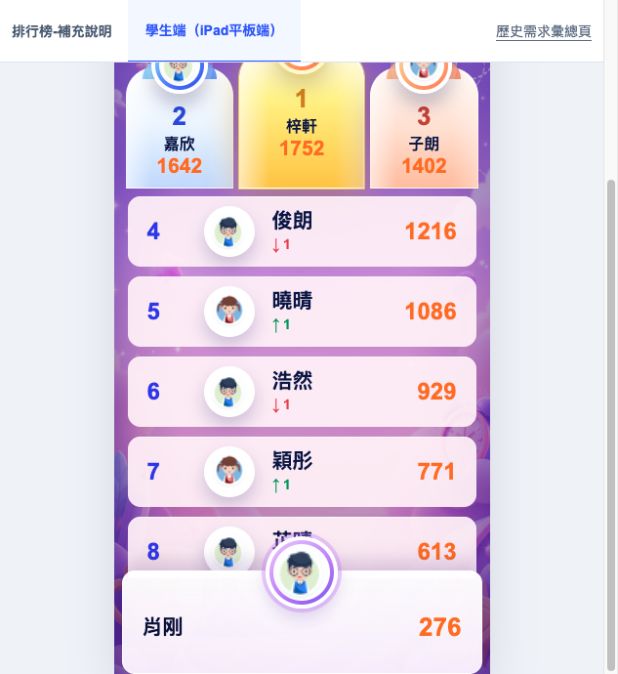 排行榜-補充說明
學生端（iPad平板端）
歷史需求彙總頁
2
嘉欣
1642
1
梓軒
1752
3
子朗
1402
4
俊朗
↓1
1216
5
曉晴
↑1
1086
6
浩然
↓1
929
7
穎彤
↑1
771
8
613
肖刚
276